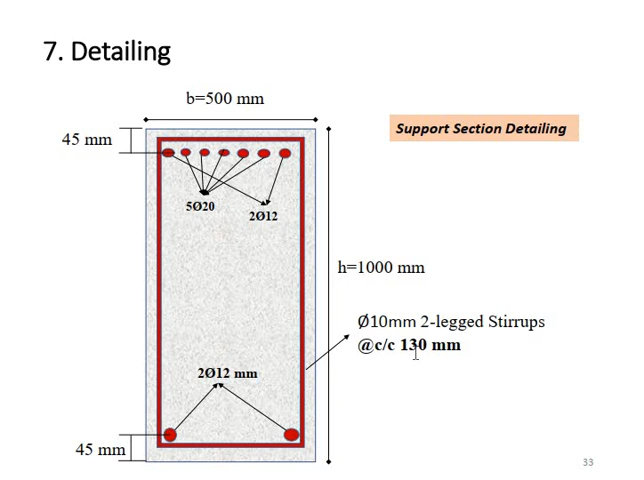 7. Detailing
b=500 mm
45 mm
Support Section Detailing
5Ø20
2Ø12
h=1000 mm
Ø10mm 2-legged Stirrups
@c/c 130 mm
2Ø12 mm
45 mm
33